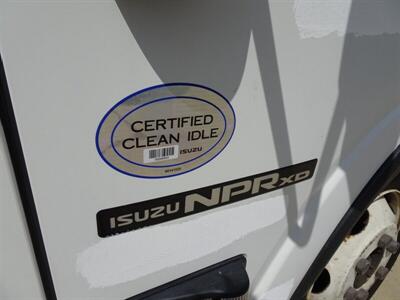 CERTIFIED
CLEAN IDLE
ISUZU
ISUZU NPR XD